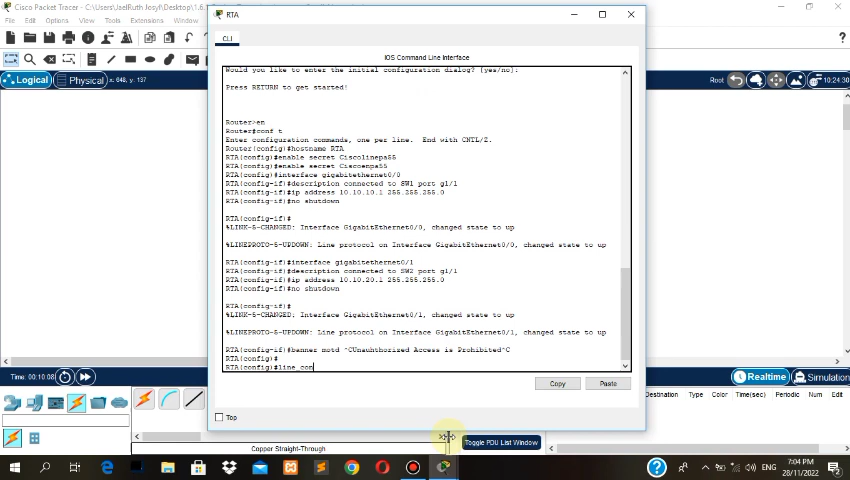 Cisco Packet Tracer - C:\Users\JaelRuth Josyl\Desktop\1.6.
RTA
File Edit Options View Tools Extensions Window
CLI
IOS Command Line Interface
Logical
Physical
x: 648, y: 137
Root
10:24:30
Would you like to enter the initial configuration dialog? [yes/no]:
Press RETURN to get started!
Router>en
Router#conf t
Enter configuration commands, one per line. End with CNTL/Z.
Router(config)#hostname RTA
RTA(config)#enable secret Ciscolinepa55
RTA(config)#enable secret Ciscoenpa55
RTA(config)#interface gigabitethernet0/0
RTA(config-if)#description connected to SW1 port g1/1
RTA(config-if)#ip address 10.10.10.1 255.255.255.0
RTA(config-if)#no shutdown
RTA(config-if)#
%LINK-5-CHANGED: Interface GigabitEthernet0/0, changed state to up
%LINEPROTO-5-UPDOWN: Line protocol on Interface GigabitEthernet0/0, changed state to up
RTA(config-if)#interface gigabitethernet0/1
RTA(config-if)#description connected to SW2 port g1/1
RTA(config-if)#ip address 10.10.20.1 255.255.255.0
RTA(config-if)#no shutdown
RTA(config-if)#
%LINK-5-CHANGED: Interface GigabitEthernet0/1, changed state to up
%LINEPROTO-5-UPDOWN: Line protocol on Interface GigabitEthernet0/1, changed state to up
RTA(config-if)#banner motd ^CUnauhthorized Access is Prohibited^C
RTA(config)#
RTA(config)#line_con
Time: 00:10:08
Copy
Paste
Realtime
Simulation
Top
Destination Type Color Time(sec) Periodic Num Edit
Toggle PDU List Window
Copper Straight-Through
ENG
7:04 PM
28/11/2022
2